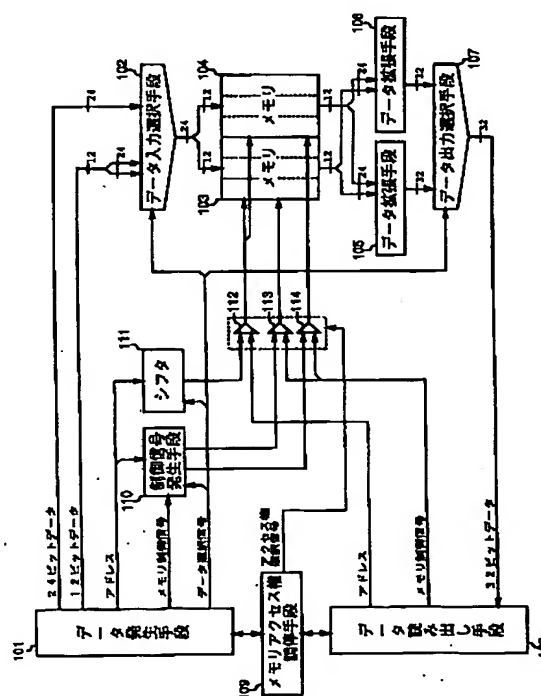 101
データ発生手段
24ビットデータ
12ビットデータ
アドレス
メモリ制御信号
データ選択信号
24
12
24
102
データ入力選択手段
24
12
12
103
メモリ
104
メモリ
12
12
24
24
105
データ拡張手段
106
データ拡張手段
32
32
107
データ出力選択手段
32
110
制御信号
発生手段
111
シフタ
112
113
114
109
メモリアクセス権
調停手段
アクセス権
データ読み出し手段
アドレス
メモリ制御信号
32ビットデータ